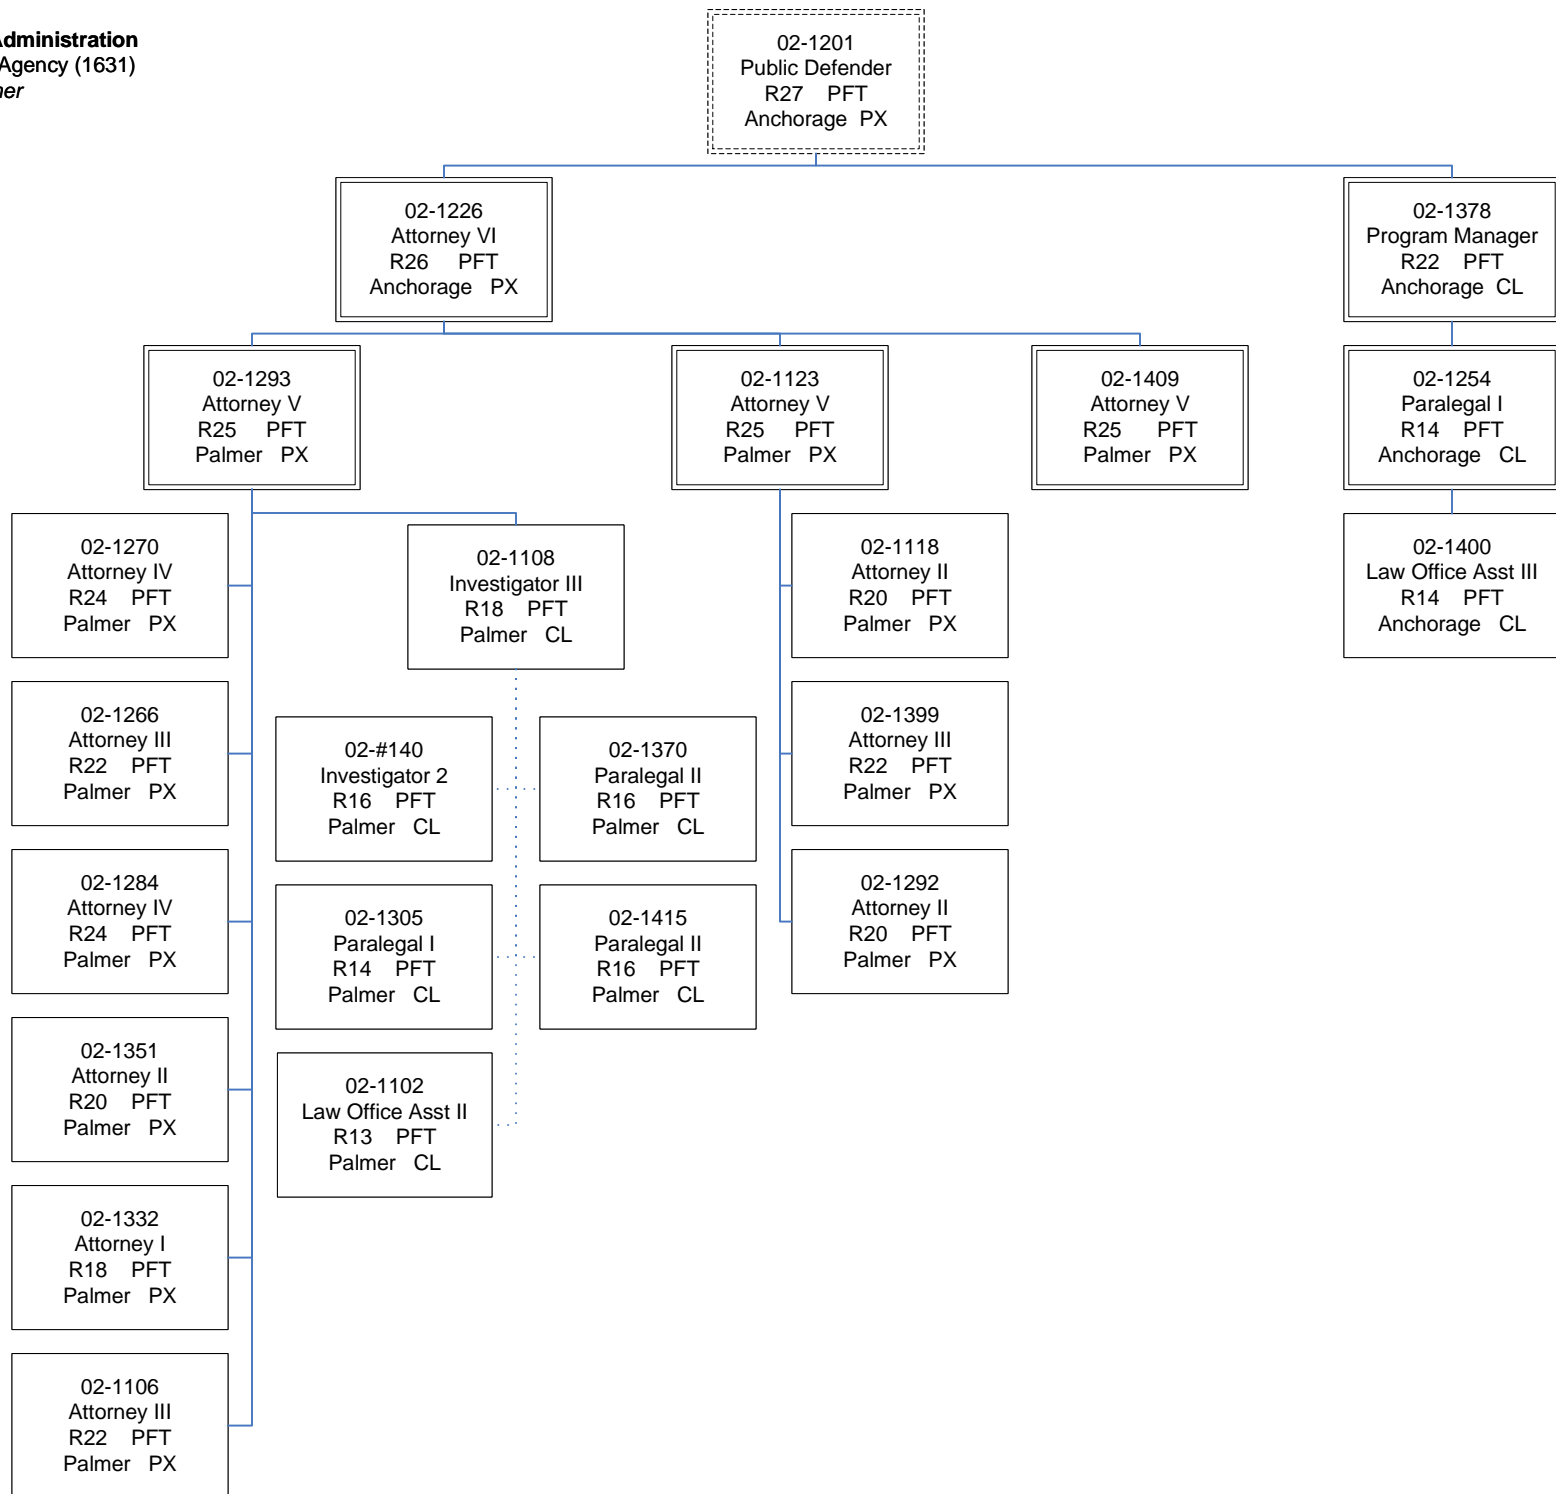 Administration
Agency (1631)
02-1201
Public Defender
R27 PFT
Anchorage PX
02-1226
Attorney VI
R26 PFT
Anchorage PX
02-1378
Program Manager
R22 PFT
Anchorage CL
02-1293
Attorney V
R25 PFT
Palmer PX
02-1123
Attorney V
R25 PFT
Palmer PX
02-1409
Attorney V
R25 PFT
Palmer PX
02-1254
Paralegal I
R14 PFT
Anchorage CL
02-1270
Attorney IV
R24 PFT
Palmer PX
02-1108
Investigator III
R18 PFT
Palmer CL
02-1118
Attorney II
R20 PFT
Palmer PX
02-1400
Law Office Asst III
R14 PFT
Anchorage CL
02-1266
Attorney III
R22 PFT
Palmer PX
02-#140
Investigator 2
R16 PFT
Palmer CL
02-1370
Paralegal II
R16 PFT
Palmer CL
02-1399
Attorney III
R22 PFT
Palmer PX
02-1284
Attorney IV
R24 PFT
Palmer PX
02-1305
Paralegal I
R14 PFT
Palmer CL
02-1415
Paralegal II
R16 PFT
Palmer CL
02-1292
Attorney II
R20 PFT
Palmer PX
02-1351
Attorney II
R20 PFT
Palmer PX
02-1102
Law Office Asst II
R13 PFT
Palmer CL
02-1332
Attorney I
R18 PFT
Palmer PX
02-1106
Attorney III
R22 PFT
Palmer PX